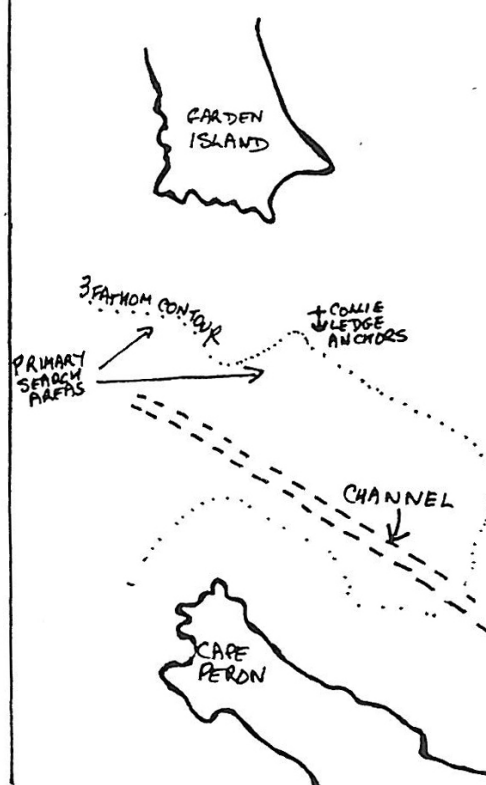 GARDEN
ISLAND
3 FATHOM CONTOUR
COLLIE
LEDGE
ANCHORS
PRIMARY
SEARCH
AREAS
CHANNEL
CAPE
PERON